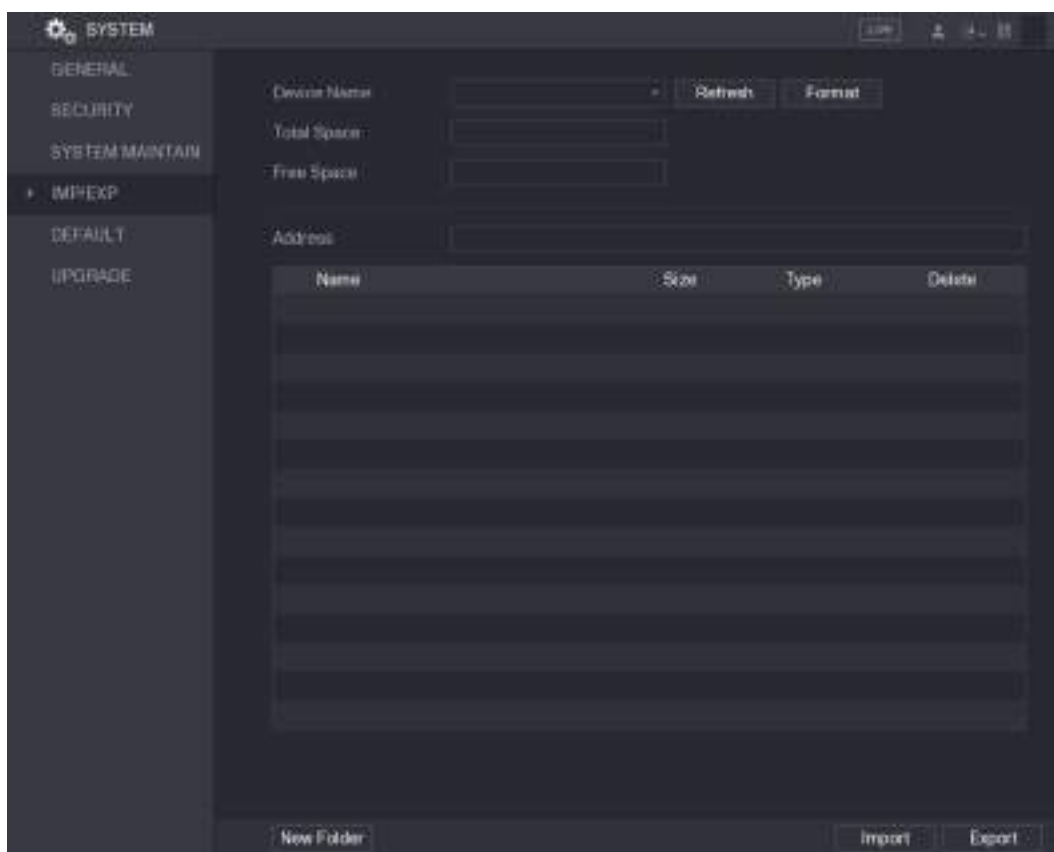 SYSTEM
LIVE
GENERAL
SECURITY
SYSTEM MAINTAIN
IMP/EXP
DEFAULT
UPGRADE
Device Name
Refresh
Format
Total Space
Free Space
Address
Name Size Type Delete
New Folder
Import
Export